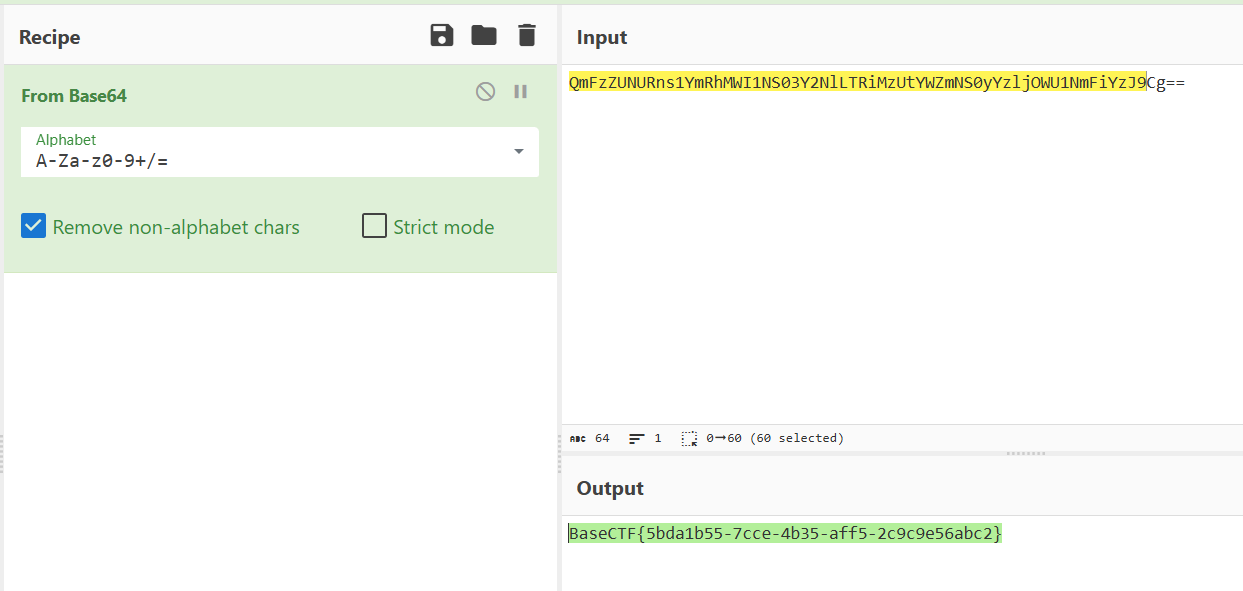 Recipe
From Base64
Alphabet
A-Za-z0-9+/=
Remove non-alphabet chars
Strict mode
Input
QmFzZUNURns1YmRhMWI1NS03Y2NlLTRiMzUtYWZmNS0yYzljOWU1NmFiYzJ9Cg==
ABC 64 1 0→60 (60 selected)
Output
BaseCTF{5bda1b55-7cce-4b35-aff5-2c9c9e56abc2}